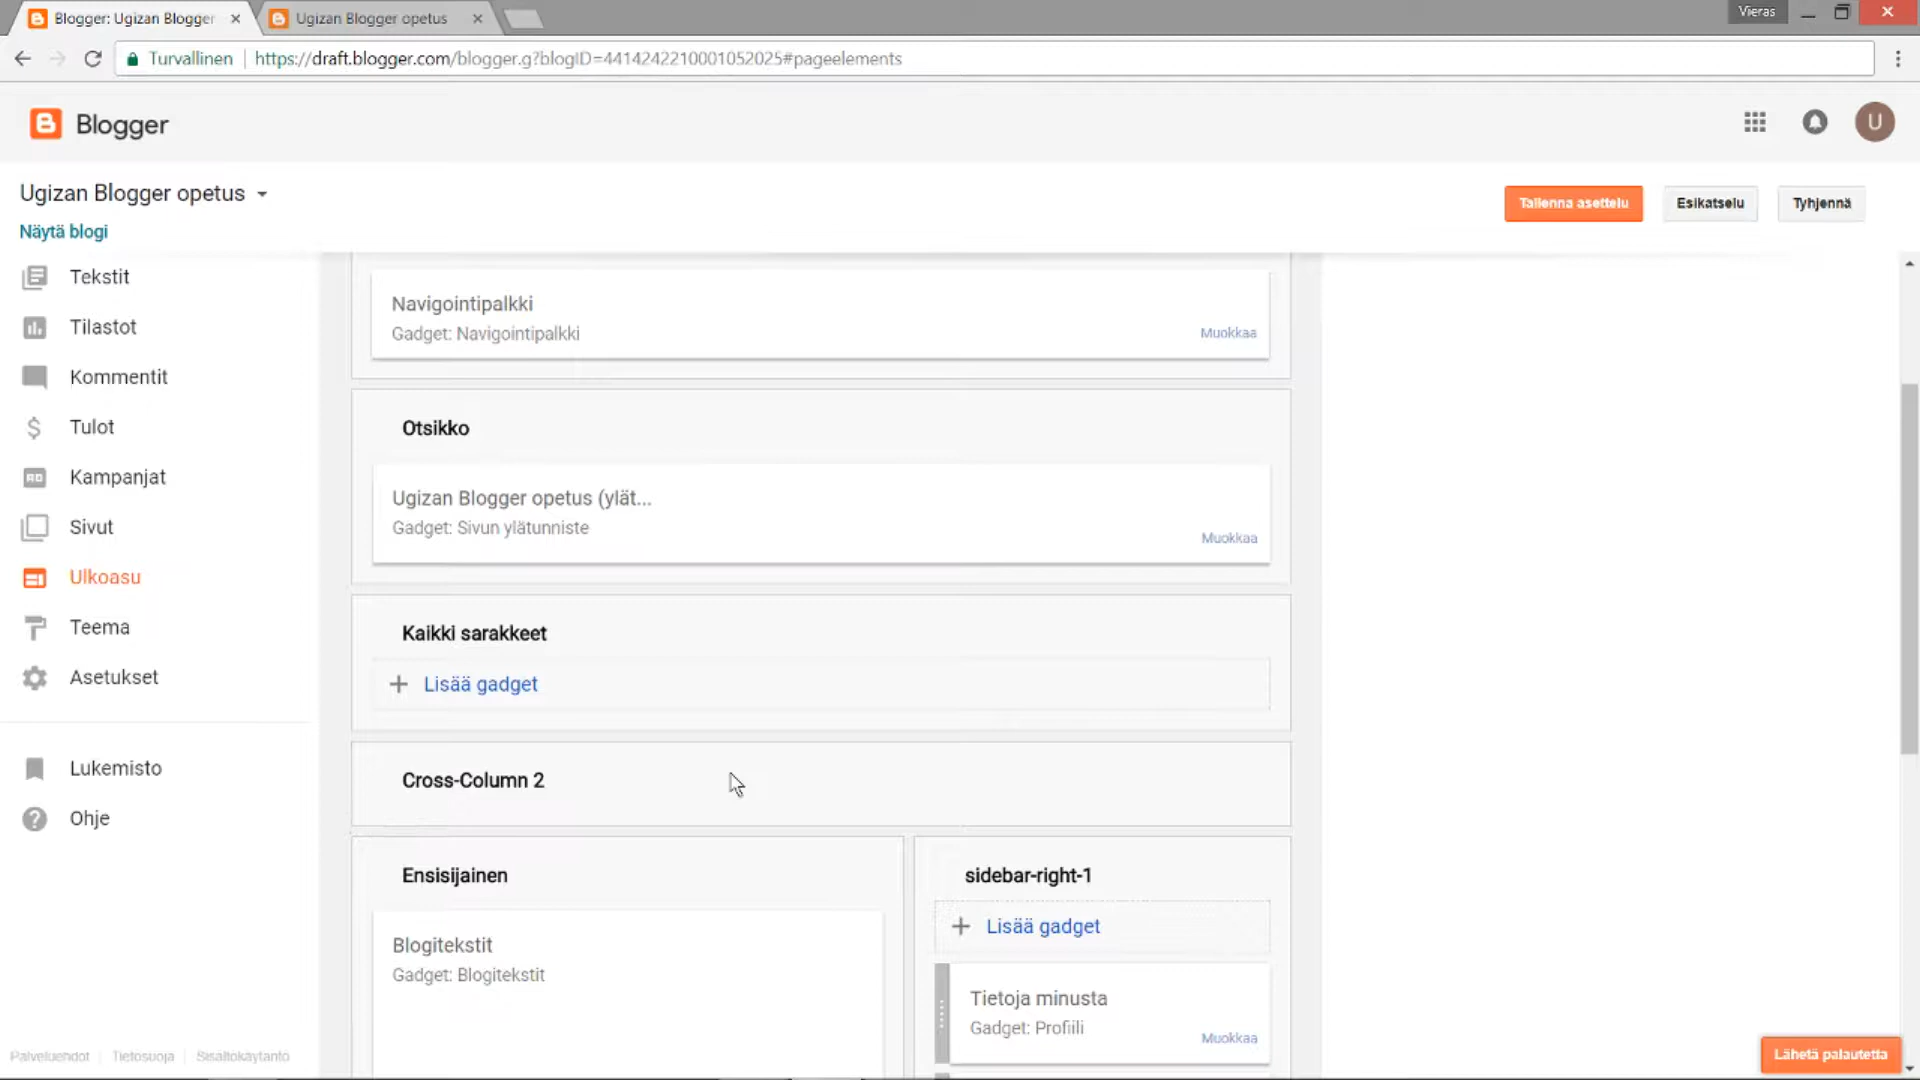 Blogger: Ugizan Blogger
Ugizan Blogger opetus
Vieras
Turvallinen
https://draft.blogger.com/blogger.g?blogID=4414242210001052025#pageelements
Blogger
U
Ugizan Blogger opetus
Näytä blogi
Tallenna asettelu
Esikatselu
Tyhjennä
Tekstit
Tilastot
Kommentit
Tulot
Kampanjat
Sivut
Ulkoasu
Teema
Asetukset
Lukemisto
Ohje
Palveluehdot
Tietosuoja
Sisältökäytäntö
Navigointipalkki
Gadget: Navigointipalkki
Muokkaa
Otsikko
Ugizan Blogger opetus (ylät...
Gadget: Sivun ylätunniste
Muokkaa
Kaikki sarakkeet
+ Lisää gadget
Cross-Column 2
Ensisijainen
Blogitekstit
Gadget: Blogitekstit
sidebar-right-1
+ Lisää gadget
Tietoja minusta
Gadget: Profiili
Muokkaa
Lähetä palautetta